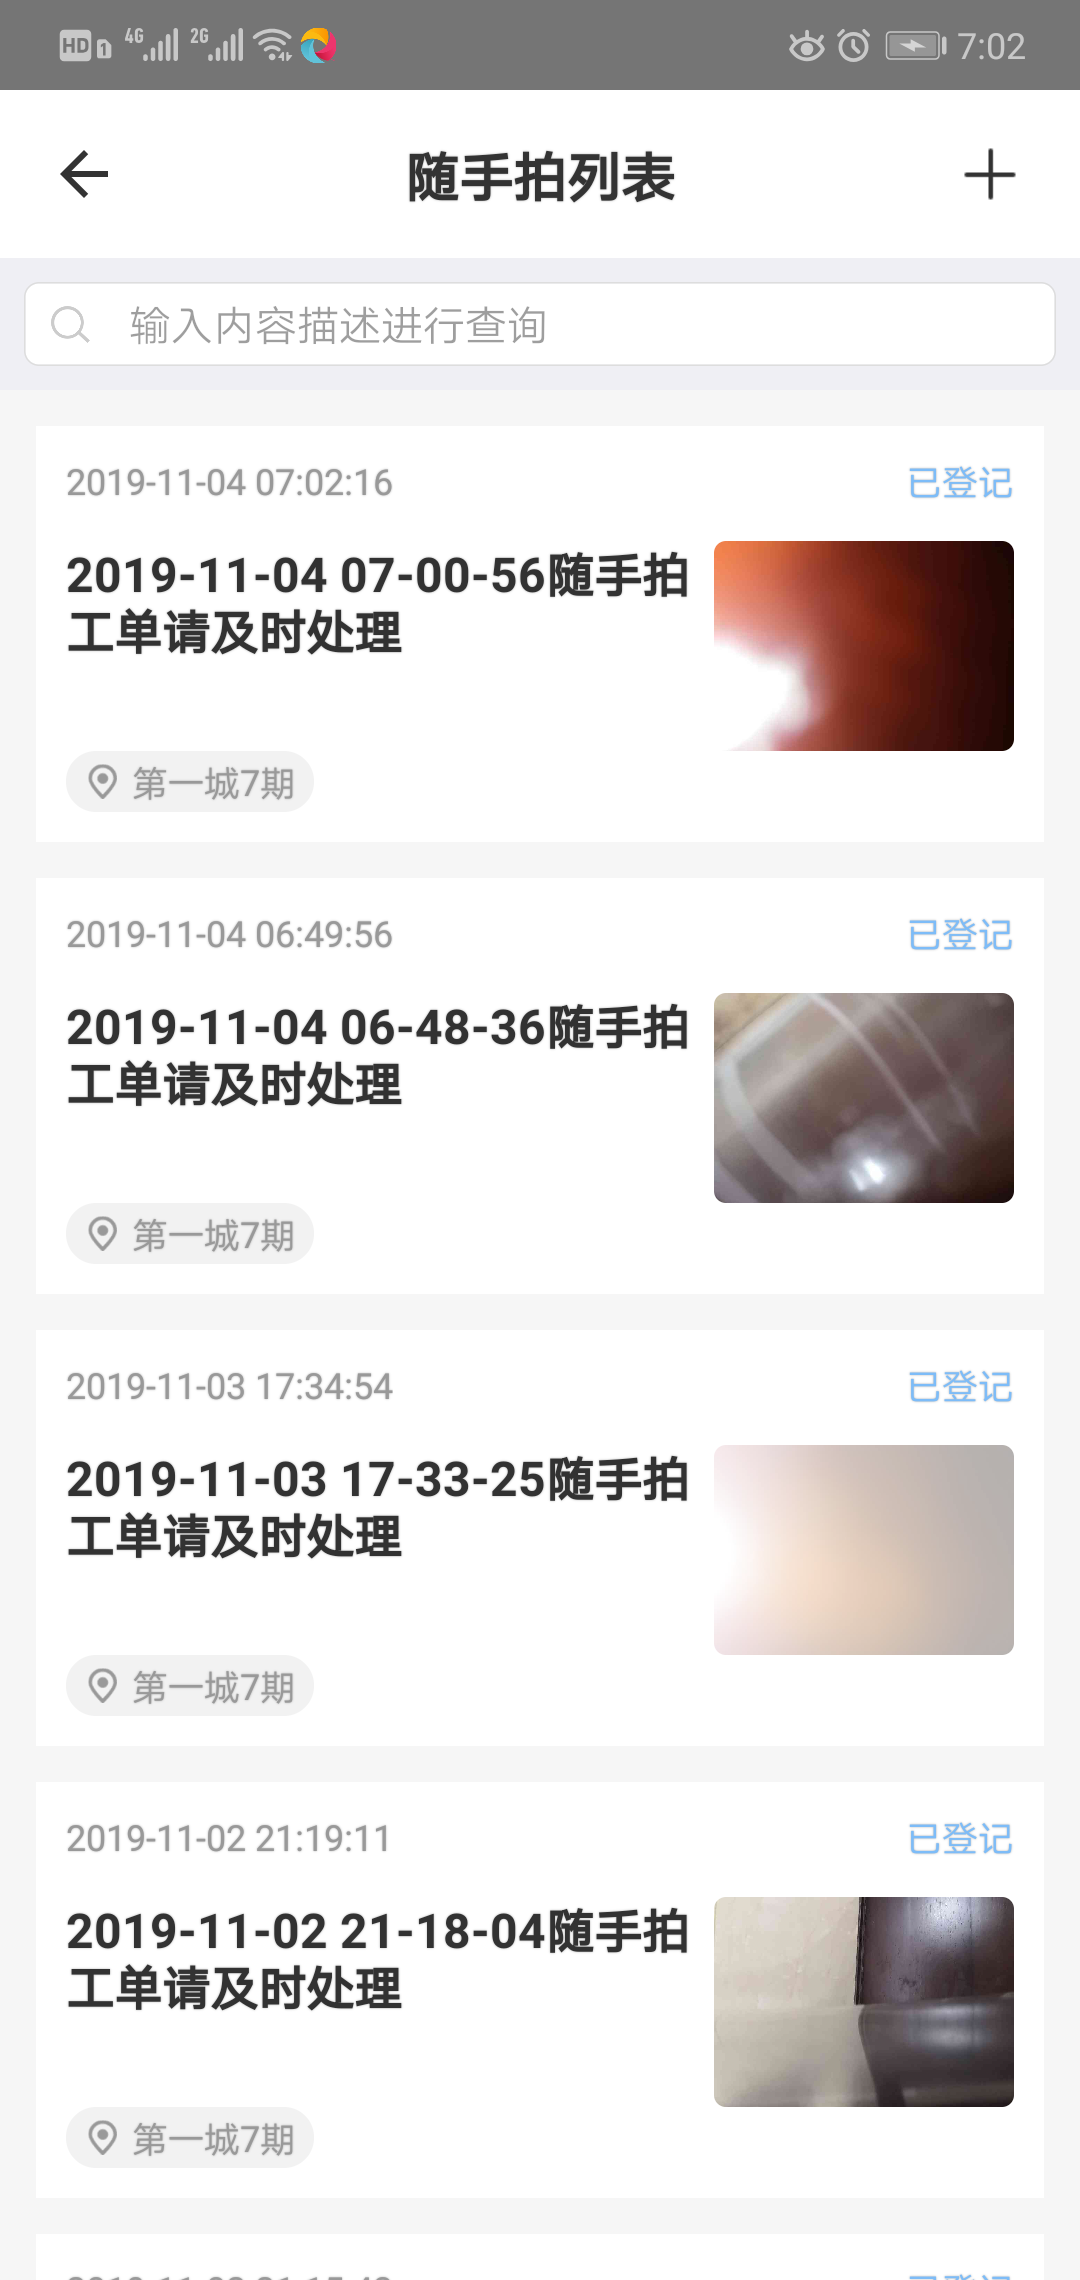 HD 1 4G 2G 7:02
随手拍列表
输入内容描述进行查询
2019-11-04 07:02:16 已登记
2019-11-04 07-00-56随手拍
工单请及时处理
第一城7期
2019-11-04 06:49:56 已登记
2019-11-04 06-48-36随手拍
工单请及时处理
第一城7期
2019-11-03 17:34:54 已登记
2019-11-03 17-33-25随手拍
工单请及时处理
第一城7期
2019-11-02 21:19:11 已登记
2019-11-02 21-18-04随手拍
工单请及时处理
第一城7期